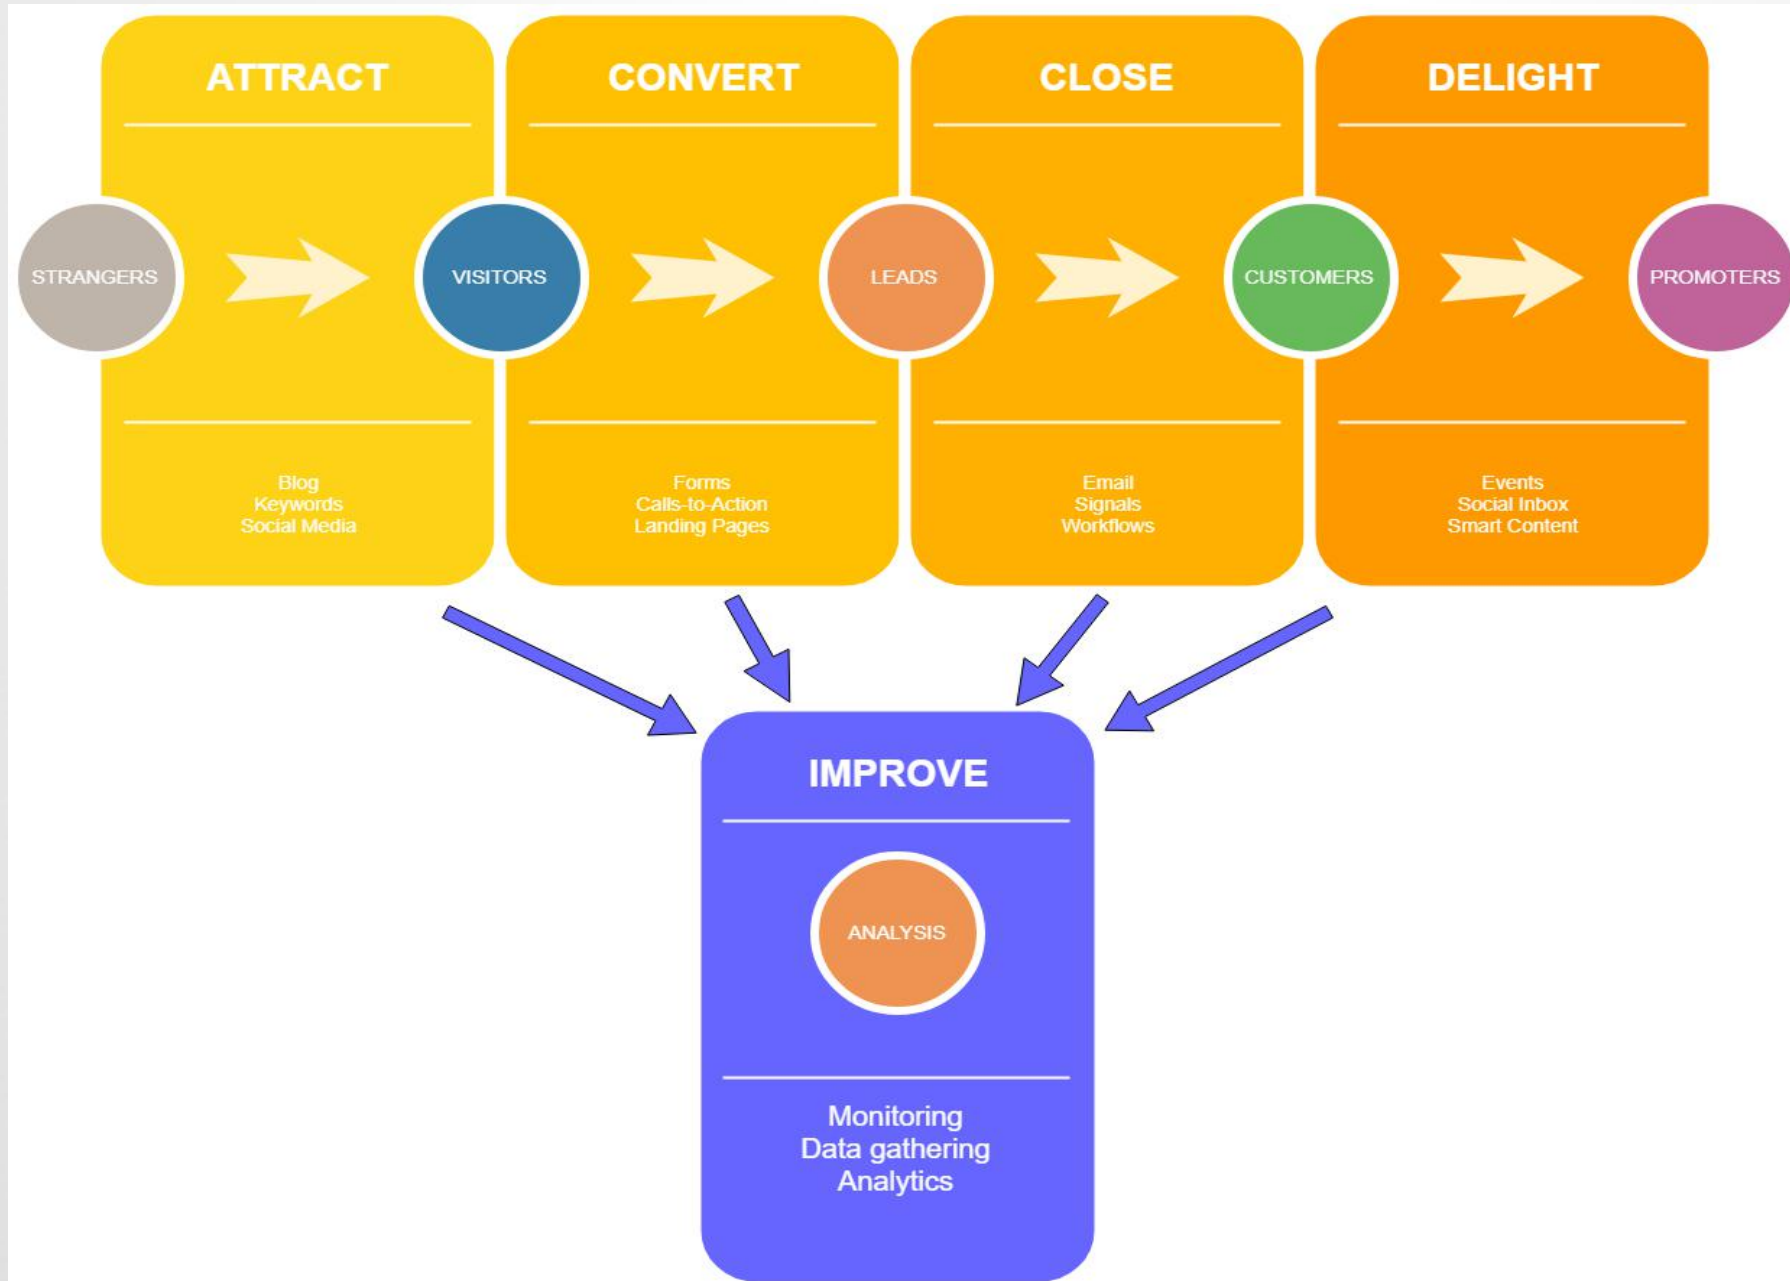 ATTRACT
CONVERT
CLOSE
DELIGHT
STRANGERS
VISITORS
LEADS
CUSTOMERS
PROMOTERS
Blog
Keywords
Social Media
Forms
Calls-to-Action
Landing Pages
Email
Signals
Workflows
Events
Social Inbox
Smart Content
IMPROVE
ANALYSIS
Monitoring
Data gathering
Analytics